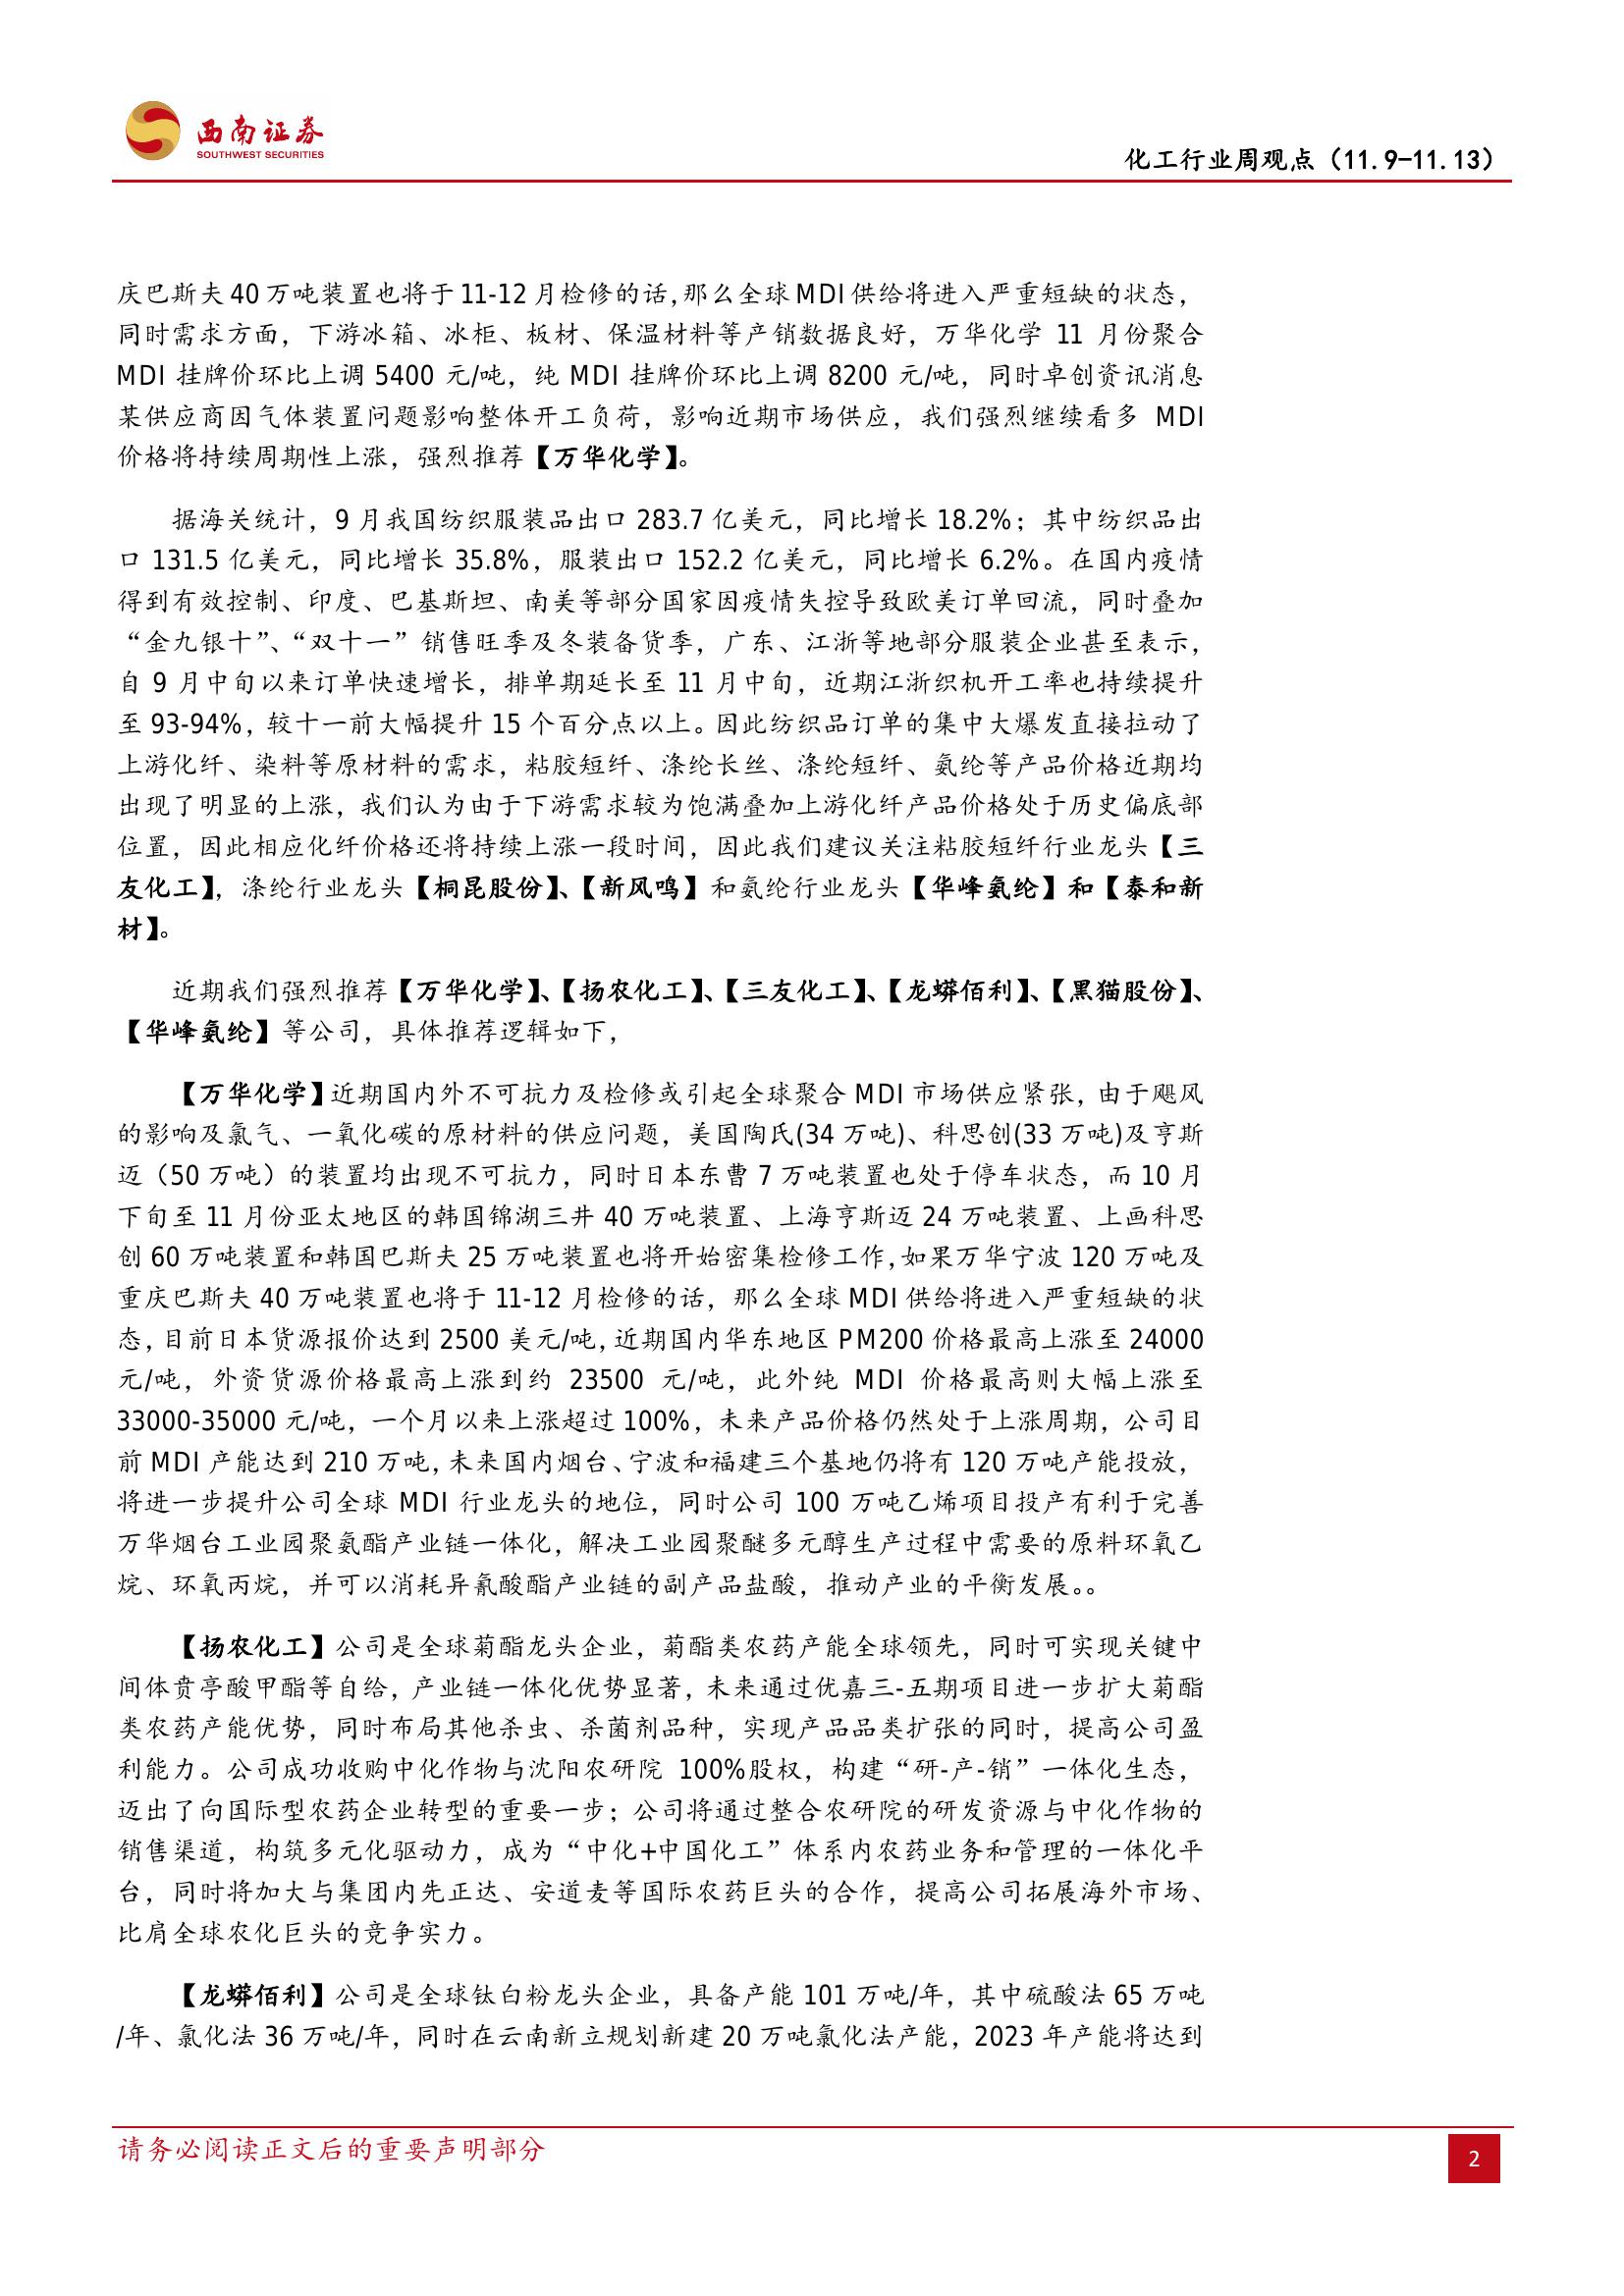 西南证券
SOUTHWEST SECURITIES
化工行业周观点（11.9-11.13）
庆巴斯夫 40 万吨装置也将于 11-12 月检修的话，那么全球 MDI 供给将进入严重短缺的状态，
同时需求方面，下游冰箱、冰柜、板材、保温材料等产销数据良好，万华化学 11 月份聚合
MDI 挂牌价环比上调 5400 元/吨，纯 MDI 挂牌价环比上调 8200 元/吨，同时卓创资讯消息
某供应商因气体装置问题影响整体开工负荷，影响近期市场供应，我们强烈继续看多 MDI
价格将持续周期性上涨，强烈推荐【万华化学】。
据海关统计，9 月我国纺织服装品出口 283.7 亿美元，同比增长 18.2%；其中纺织品出
口 131.5 亿美元，同比增长 35.8%，服装出口 152.2 亿美元，同比增长 6.2%。在国内疫情
得到有效控制、印度、巴基斯坦、南美等部分国家因疫情失控导致欧美订单回流，同时叠加
“金九银十”、“双十一”销售旺季及冬装备货季，广东、江浙等地部分服装企业甚至表示，
自 9 月中旬以来订单快速增长，排单期延长至 11 月中旬，近期江浙织机开工率也持续提升
至 93-94%，较十一前大幅提升 15 个百分点以上。因此纺织品订单的集中大爆发直接拉动了
上游化纤、染料等原材料的需求，粘胶短纤、涤纶长丝、涤纶短纤、氨纶等产品价格近期均
出现了明显的上涨，我们认为由于下游需求较为饱满叠加上游化纤产品价格处于历史偏底部
位置，因此相应化纤价格还将持续上涨一段时间，因此我们建议关注粘胶短纤行业龙头【三
友化工】，涤纶行业龙头【桐昆股份】、【新风鸣】和氨纶行业龙头【华峰氨纶】和【泰和新
材】。
近期我们强烈推荐【万华化学】、【扬农化工】、【三友化工】、【龙蟒佰利】、【黑猫股份】、
【华峰氨纶】等公司，具体推荐逻辑如下，
【万华化学】近期国内外不可抗力及检修或引起全球聚合 MDI 市场供应紧张，由于飓风
的影响及氯气、一氧化碳的原材料的供应问题，美国陶氏(34 万吨)、科思创(33 万吨)及亨斯
迈（50 万吨）的装置均出现不可抗力，同时日本东曹 7 万吨装置也处于停车状态，而 10 月
下旬至 11 月份亚太地区的韩国锦湖三井 40 万吨装置、上海亨斯迈 24 万吨装置、上画科思
创 60 万吨装置和韩国巴斯夫 25 万吨装置也将开始密集检修工作，如果万华宁波 120 万吨及
重庆巴斯夫 40 万吨装置也将于 11-12 月检修的话，那么全球 MDI 供给将进入严重短缺的状
态，目前日本货源报价达到 2500 美元/吨，近期国内华东地区 PM200 价格最高上涨至 24000
元/吨，外资货源价格最高上涨到约 23500 元/吨，此外纯 MDI 价格最高则大幅上涨至
33000-35000 元/吨，一个月以来上涨超过 100%，未来产品价格仍然处于上涨周期，公司目
前 MDI 产能达到 210 万吨，未来国内烟台、宁波和福建三个基地仍将有 120 万吨产能投放，
将进一步提升公司全球 MDI 行业龙头的地位，同时公司 100 万吨乙烯项目投产有利于完善
万华烟台工业园聚氨酯产业链一体化，解决工业园聚醚多元醇生产过程中需要的原料环氧乙
烷、环氧丙烷，并可以消耗异氰酸酯产业链的副产品盐酸，推动产业的平衡发展。。
【扬农化工】公司是全球菊酯龙头企业，菊酯类农药产能全球领先，同时可实现关键中
间体贲亭酸甲酯等自给，产业链一体化优势显著，未来通过优嘉三-五期项目进一步扩大菊酯
类农药产能优势，同时布局其他杀虫、杀菌剂品种，实现产品品类扩张的同时，提高公司盈
利能力。公司成功收购中化作物与沈阳农研院 100%股权，构建“研-产-销”一体化生态，
迈出了向国际型农药企业转型的重要一步；公司将通过整合农研院的研发资源与中化作物的
销售渠道，构筑多元化驱动力，成为“中化+中国化工”体系内农药业务和管理的一体化平
台，同时将加大与集团内先正达、安道麦等国际农药巨头的合作，提高公司拓展海外市场、
比肩全球农化巨头的竞争实力。
【龙蟒佰利】公司是全球钛白粉龙头企业，具备产能 101 万吨/年，其中硫酸法 65 万吨
/年、氯化法 36 万吨/年，同时在云南新立规划新建 20 万吨氯化法产能，2023 年产能将达到
请务必阅读正文后的重要声明部分
2